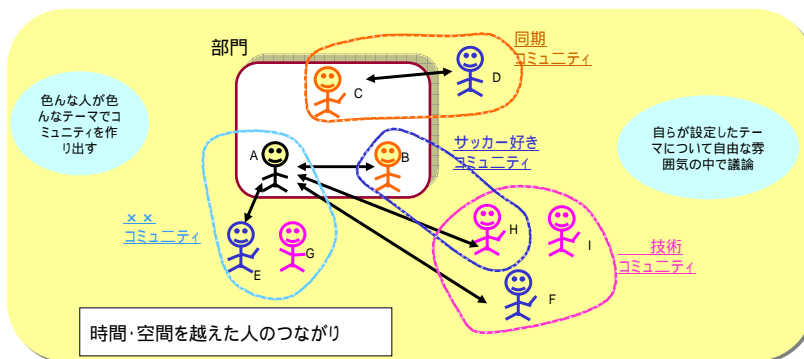 部門
同期
コミュニティ
色んな人が色
んなテーマでコ
ミュニティを作
り出す
C
D
A
B
サッカー好き
コミュニティ
自らが設定したテー
マについて自由な雰
囲気の中で議論
××
コミュニティ
E
G
H
I
F
技術
コミュニティ
時間・空間を越えた人のつながり